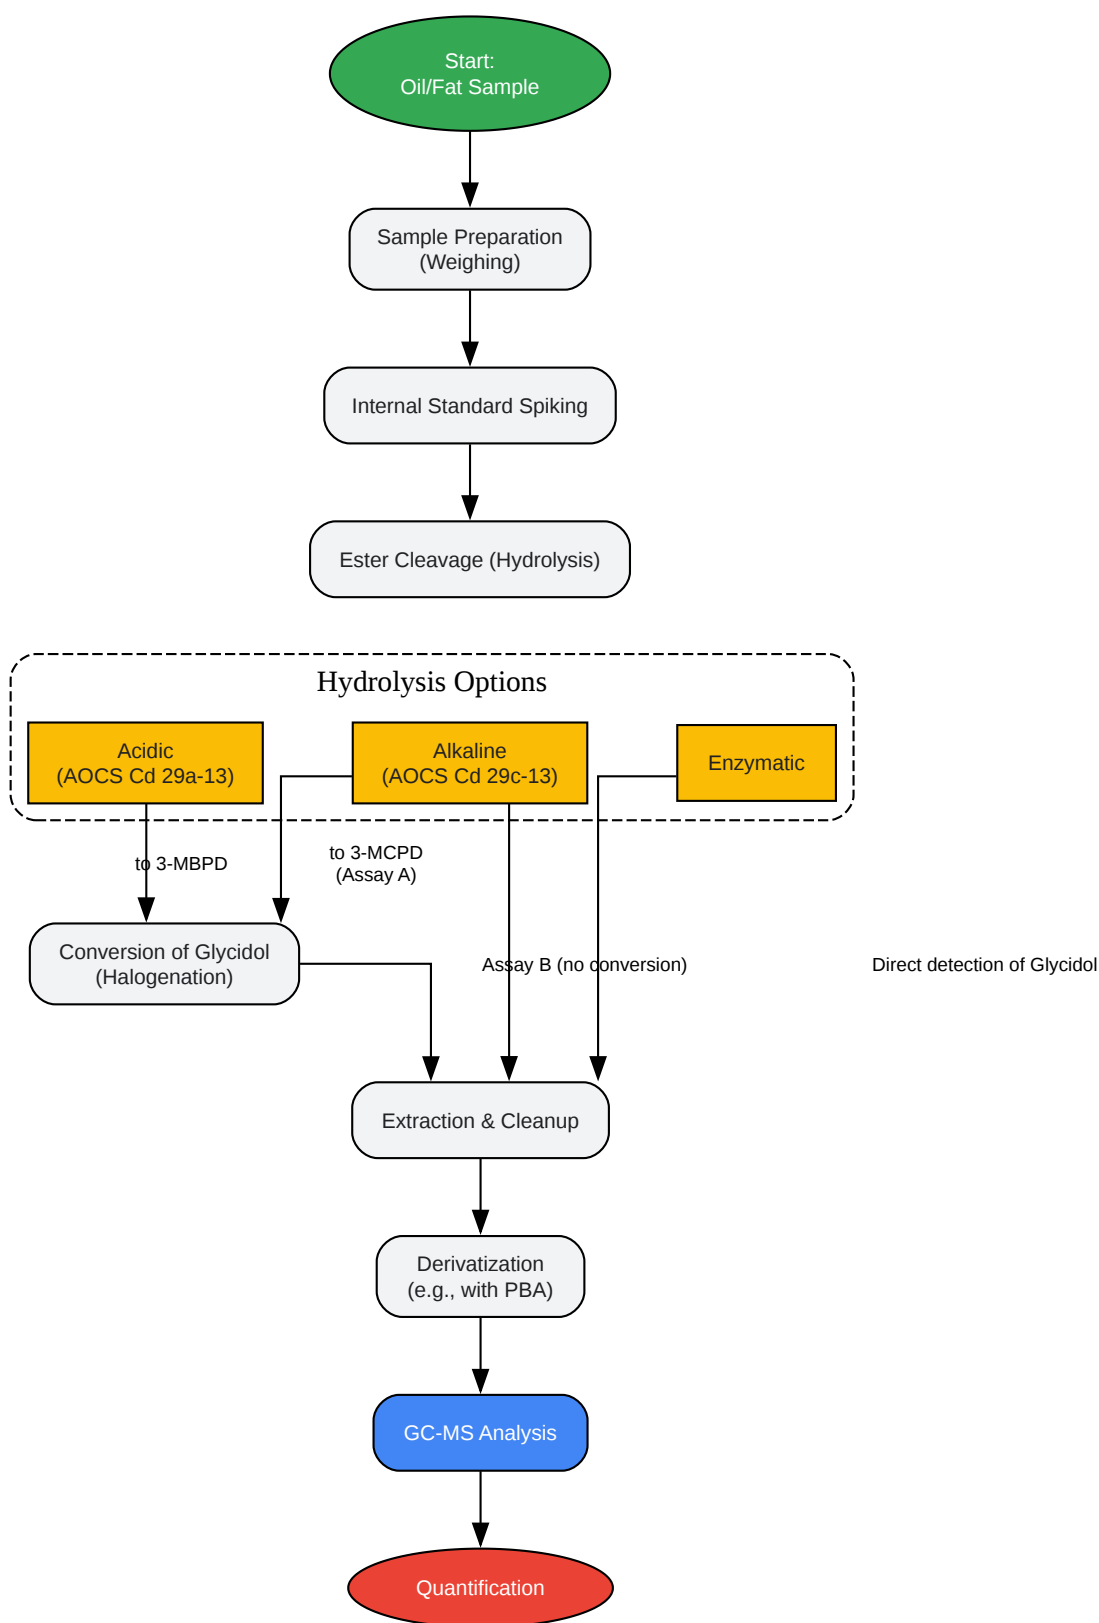 Start:
Oil/Fat Sample
Sample Preparation
(Weighing)
Internal Standard Spiking
Ester Cleavage (Hydrolysis)
Hydrolysis Options
Acidic
(AOCS Cd 29a-13)
Alkaline
(AOCS Cd 29c-13)
Enzymatic
to 3-MBPD
to 3-MCPD
(Assay A)
Conversion of Glycidol
(Halogenation)
Assay B (no conversion)
Direct detection of Glycidol
Extraction & Cleanup
Derivatization
(e.g., with PBA)
GC-MS Analysis
Quantification